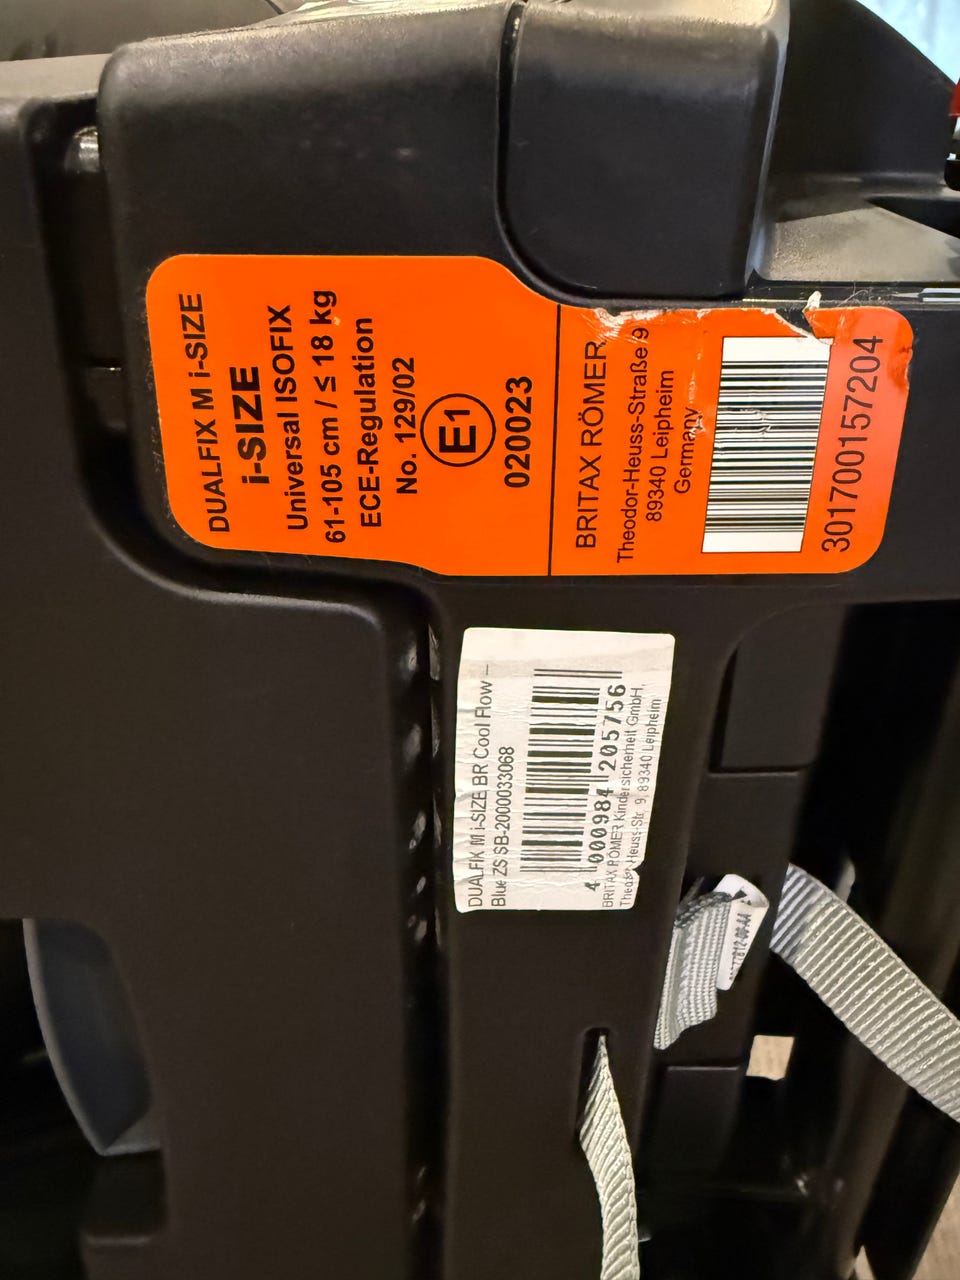 DUALFIX M i-SIZE
i-SIZE
Universal ISOFIX
61-105 cm / ≤ 18 kg
ECE-Regulation
No. 129/02
E1
020023
BRITAX RÖMER
Theodor-Heuss-Straße 9
89340 Leipheim
Germany
3017001157204
DUALFIX M i-SIZE BR Cool Flow –
Blue ZS SB-2000033068
4 000984 205756
BRITAX RÖMER Kindersicherheit GmbH,
Theodor-Heuss-Str. 9, 89340 Leipheim